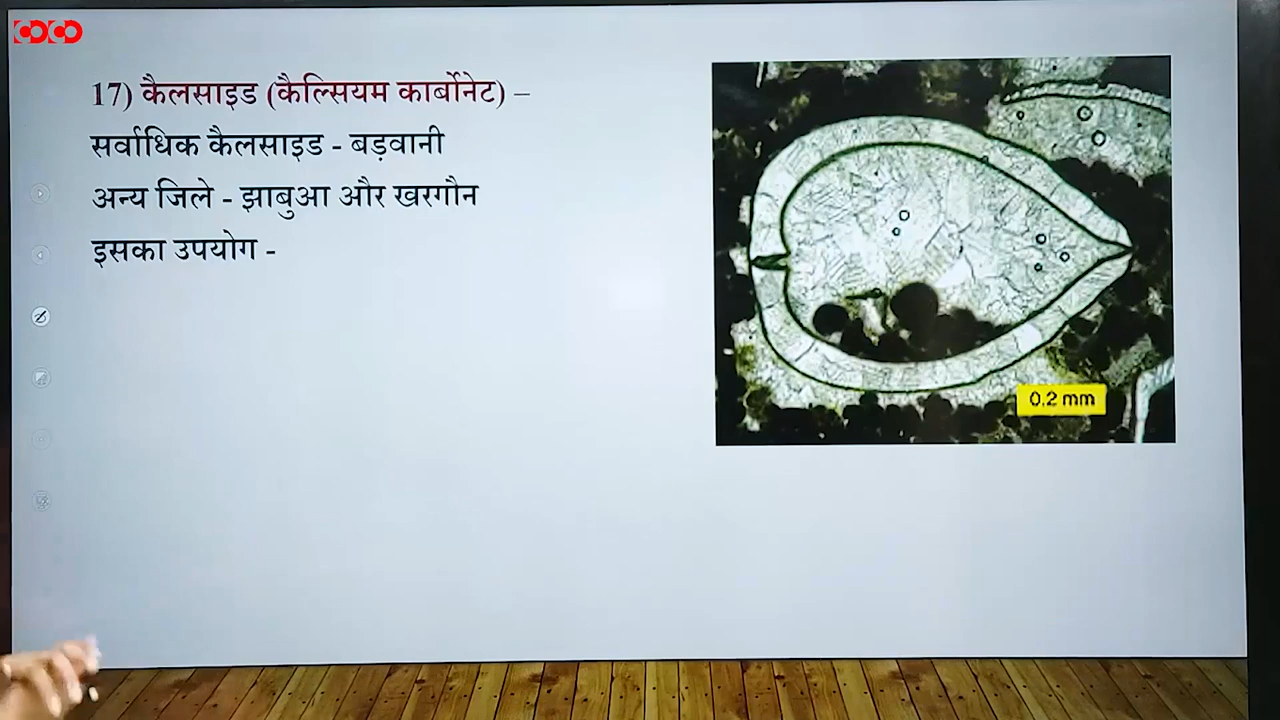 17) कैलसाइड (कैल्सियम कार्बोनेट) –
सर्वाधिक कैलसाइड - बड़वानी
अन्य जिले - झाबुआ और खरगौन
इसका उपयोग -
0.2 mm